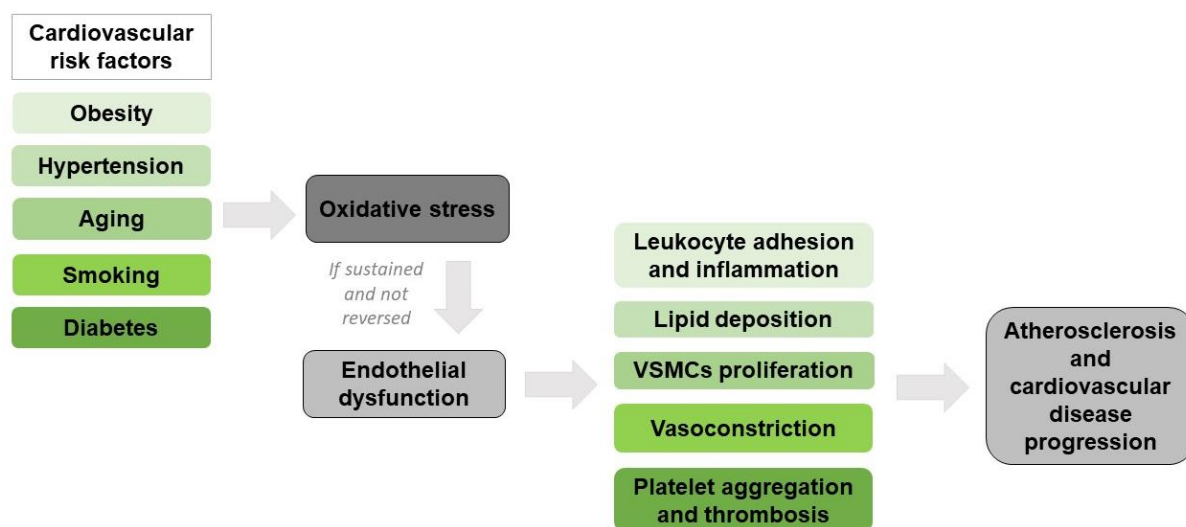 Cardiovascular
risk factors
Obesity
Hypertension
Aging
Smoking
Diabetes
Oxidative stress
If sustained
and not
reversed
Endothelial
dysfunction
Leukocyte adhesion
and inflammation
Lipid deposition
VSMCs proliferation
Vasoconstriction
Platelet aggregation
and thrombosis
Atherosclerosis
and
cardiovascular
disease
progression